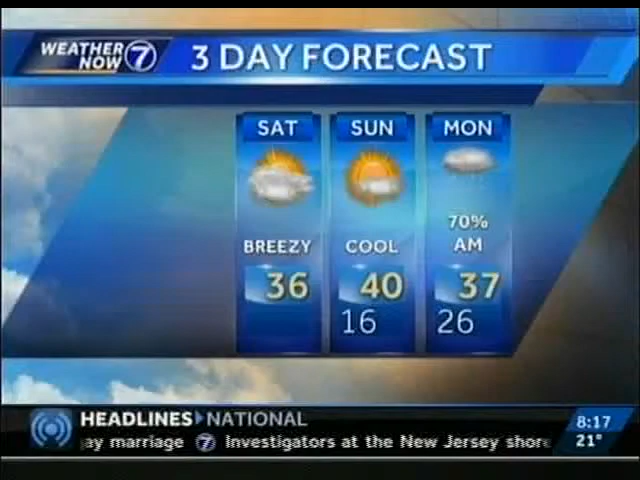 WEATHER NOW 7
3 DAY FORECAST
SAT
BREEZY
36
SUN
COOL
40
16
MON
70%
AM
37
26
HEADLINES NATIONAL
ay marriage 7 Investigators at the New Jersey shore
8:17
21°